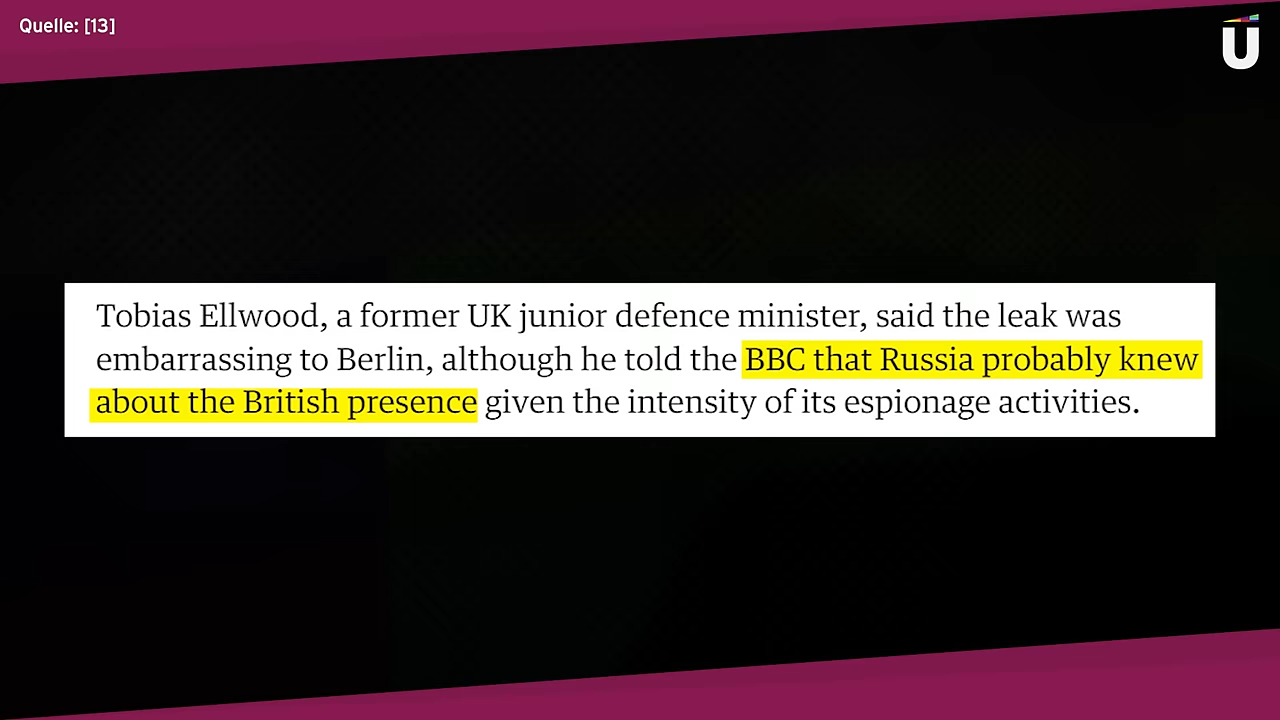 Quelle: [13]
Ü
Tobias Ellwood, a former UK junior defence minister, said the leak was
embarrassing to Berlin, although he told the BBC that Russia probably knew
about the British presence given the intensity of its espionage activities.